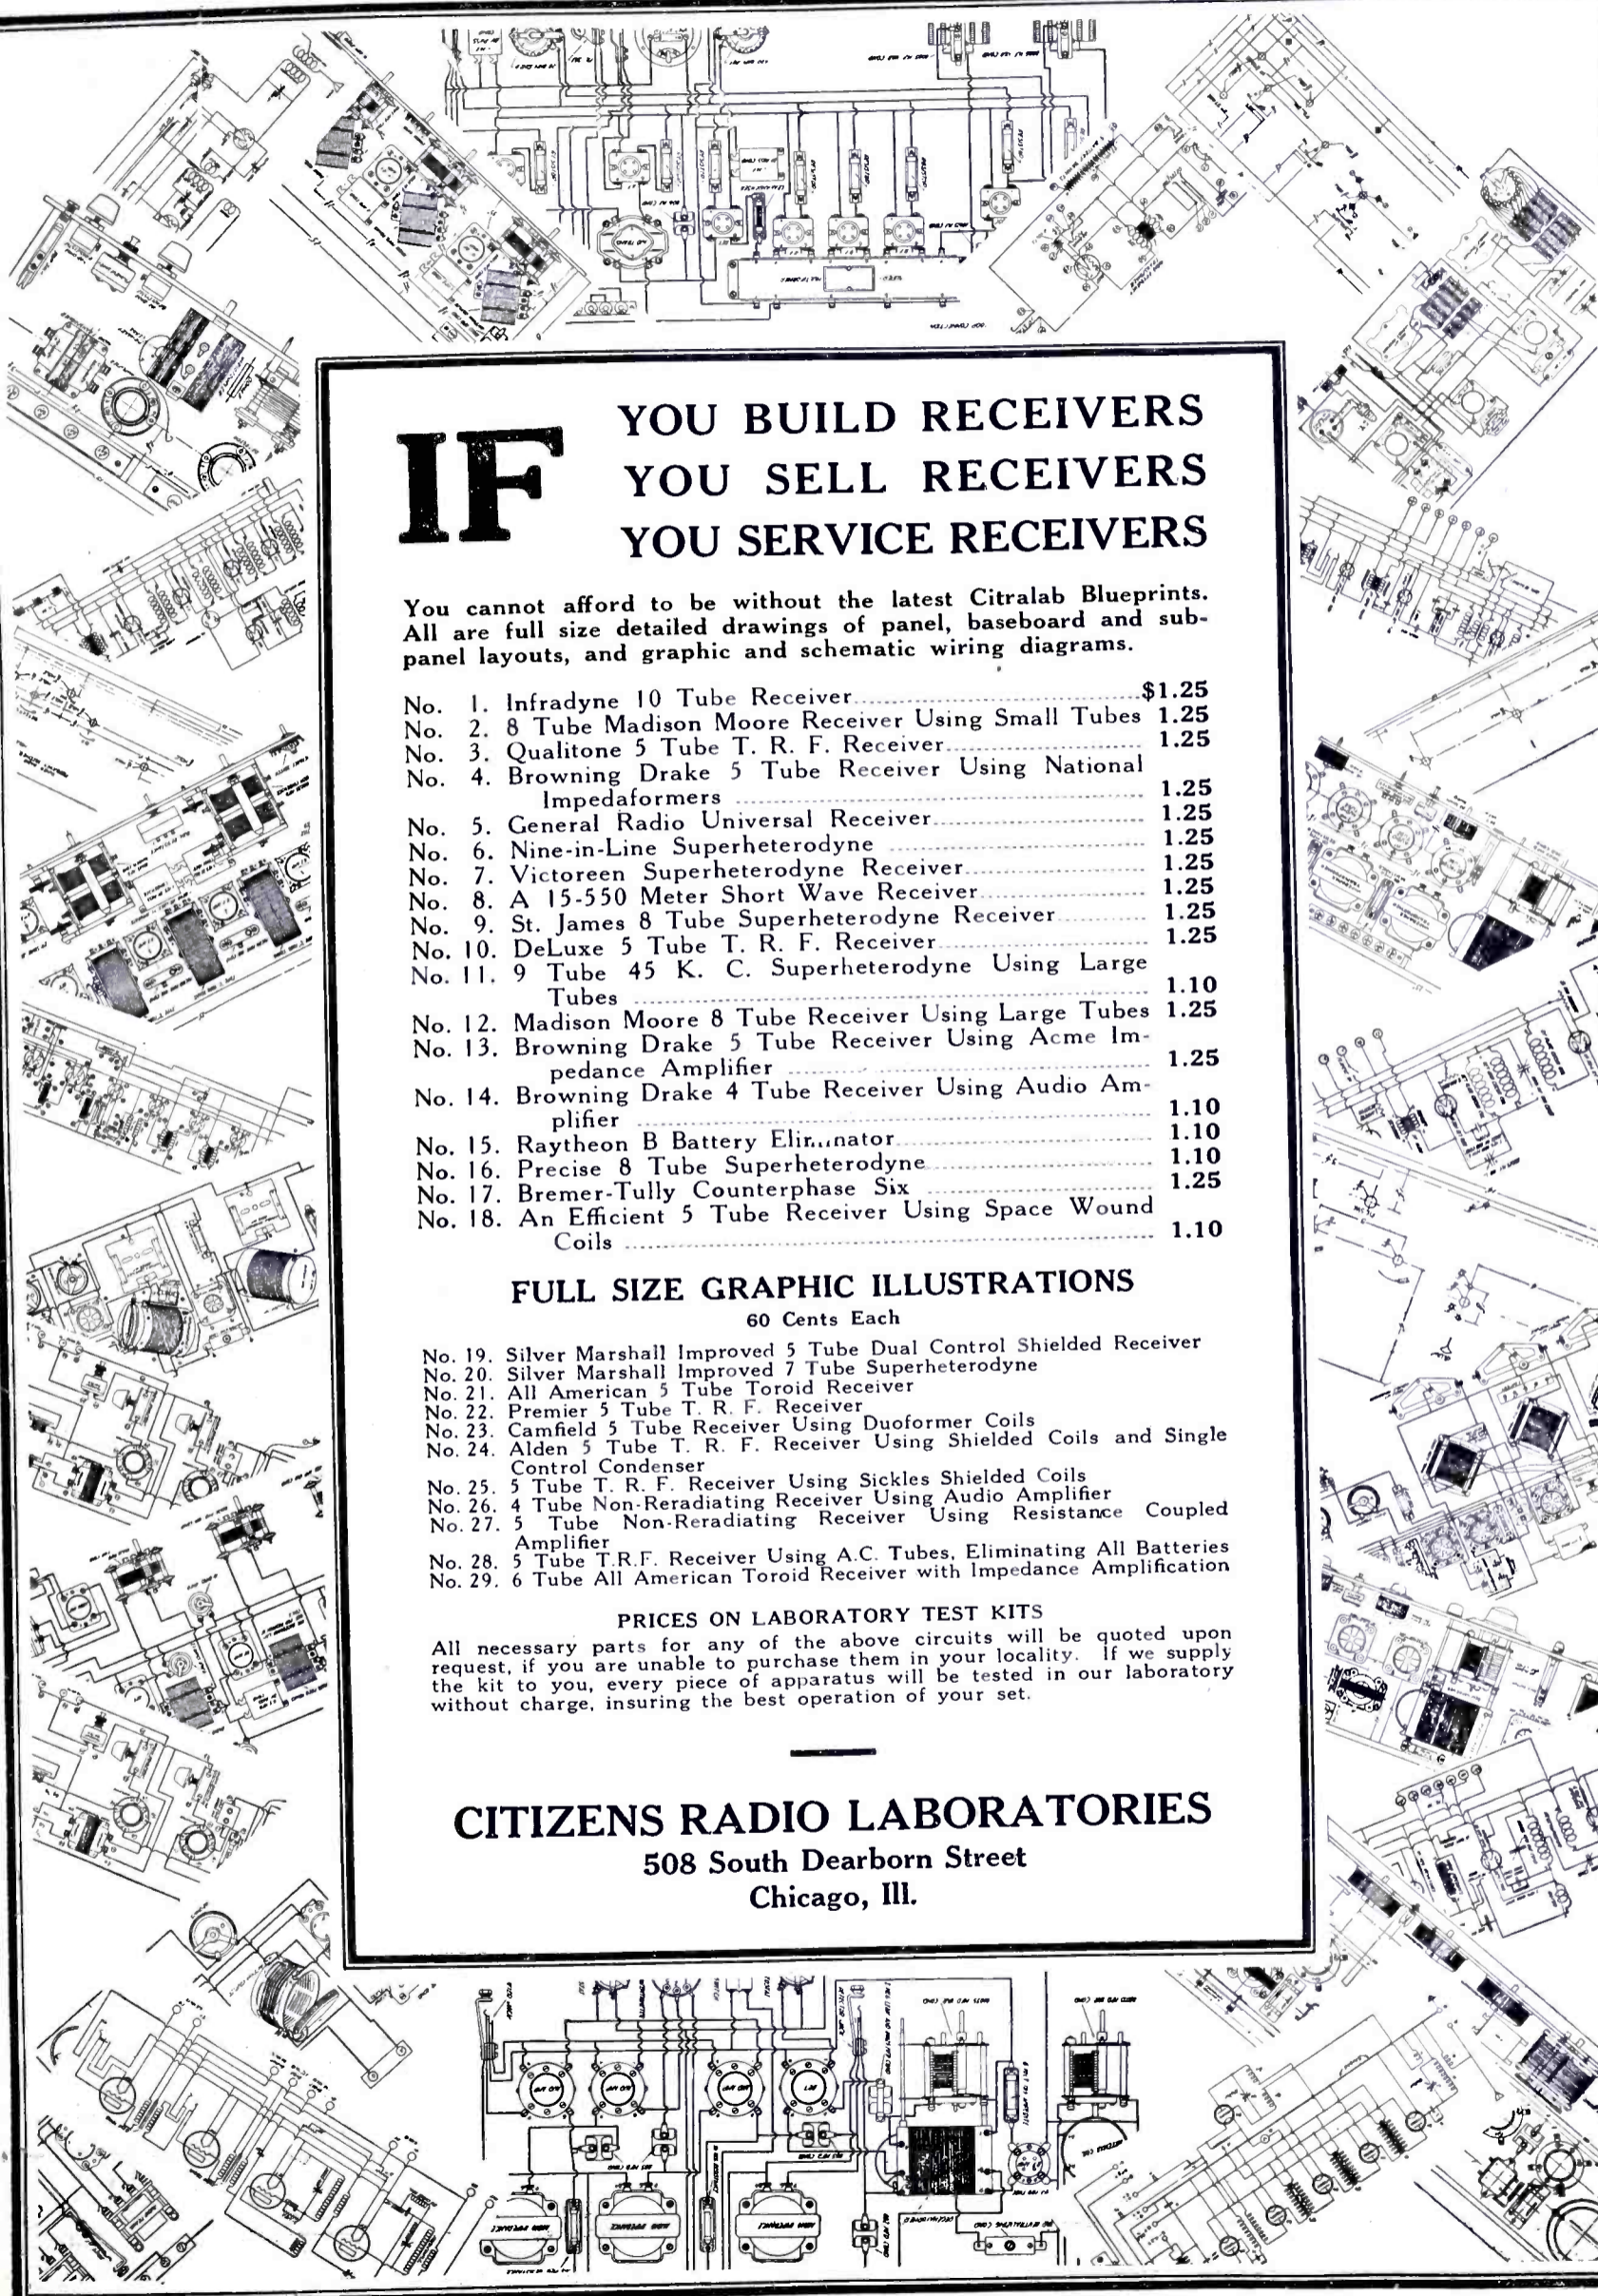 IF
YOU BUILD RECEIVERS
YOU SELL RECEIVERS
YOU SERVICE RECEIVERS
You cannot afford to be without the latest Citralab Blueprints.
All are full size detailed drawings of panel, baseboard and sub-
panel layouts, and graphic and schematic wiring diagrams.
No. 1. Infradyne 10 Tube Receiver $1.25
No. 2. 8 Tube Madison Moore Receiver Using Small Tubes 1.25
No. 3. Qualitone 5 Tube T. R. F. Receiver 1.25
No. 4. Browning Drake 5 Tube Receiver Using National
Impedaformers 1.25
No. 5. General Radio Universal Receiver 1.25
No. 6. Nine-in-Line Superheterodyne 1.25
No. 7. Victoreen Superheterodyne Receiver 1.25
No. 8. A 15-550 Meter Short Wave Receiver 1.25
No. 9. St. James 8 Tube Superheterodyne Receiver 1.25
No. 10. DeLuxe 5 Tube T. R. F. Receiver 1.25
No. 11. 9 Tube 45 K. C. Superheterodyne Using Large
Tubes 1.10
No. 12. Madison Moore 8 Tube Receiver Using Large Tubes 1.25
No. 13. Browning Drake 5 Tube Receiver Using Acme Im-
pedance Amplifier 1.25
No. 14. Browning Drake 4 Tube Receiver Using Audio Am-
plifier 1.10
No. 15. Raytheon B Battery Eliminator 1.10
No. 16. Precise 8 Tube Superheterodyne 1.10
No. 17. Bremer-Tully Counterphase Six 1.25
No. 18. An Efficient 5 Tube Receiver Using Space Wound
Coils 1.10
FULL SIZE GRAPHIC ILLUSTRATIONS
60 Cents Each
No. 19. Silver Marshall Improved 5 Tube Dual Control Shielded Receiver
No. 20. Silver Marshall Improved 7 Tube Superheterodyne
No. 21. All American 5 Tube Toroid Receiver
No. 22. Premier 5 Tube T. R. F. Receiver
No. 23. Camfield 5 Tube Receiver Using Duoformer Coils
No. 24. Alden 5 Tube T. R. F. Receiver Using Shielded Coils and Single
Control Condenser
No. 25. 5 Tube T. R. F. Receiver Using Sickles Shielded Coils
No. 26. 4 Tube Non-Reradiating Receiver Using Audio Amplifier
No. 27. 5 Tube Non-Reradiating Receiver Using Resistance Coupled
Amplifier
No. 28. 5 Tube T.R.F. Receiver Using A.C. Tubes, Eliminating All Batteries
No. 29. 6 Tube All American Toroid Receiver with Impedance Amplification
PRICES ON LABORATORY TEST KITS
All necessary parts for any of the above circuits will be quoted upon
request, if you are unable to purchase them in your locality. If we supply
the kit to you, every piece of apparatus will be tested in our laboratory
without charge, insuring the best operation of your set.
CITIZENS RADIO LABORATORIES
508 South Dearborn Street
Chicago, Ill.